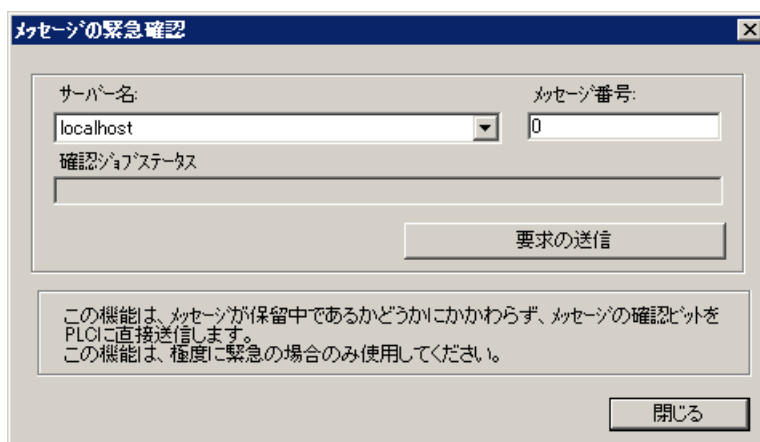 メッセージの緊急確認
サーバー名:
メッセージ番号:
localhost
0
確認ジョブステータス
要求の送信
この機能は、メッセージが保留中であるかどうかにかかわらず、メッセージの確認ビットを
PLCに直接送信します。
この機能は、極度に緊急の場合のみ使用してください。
閉じる